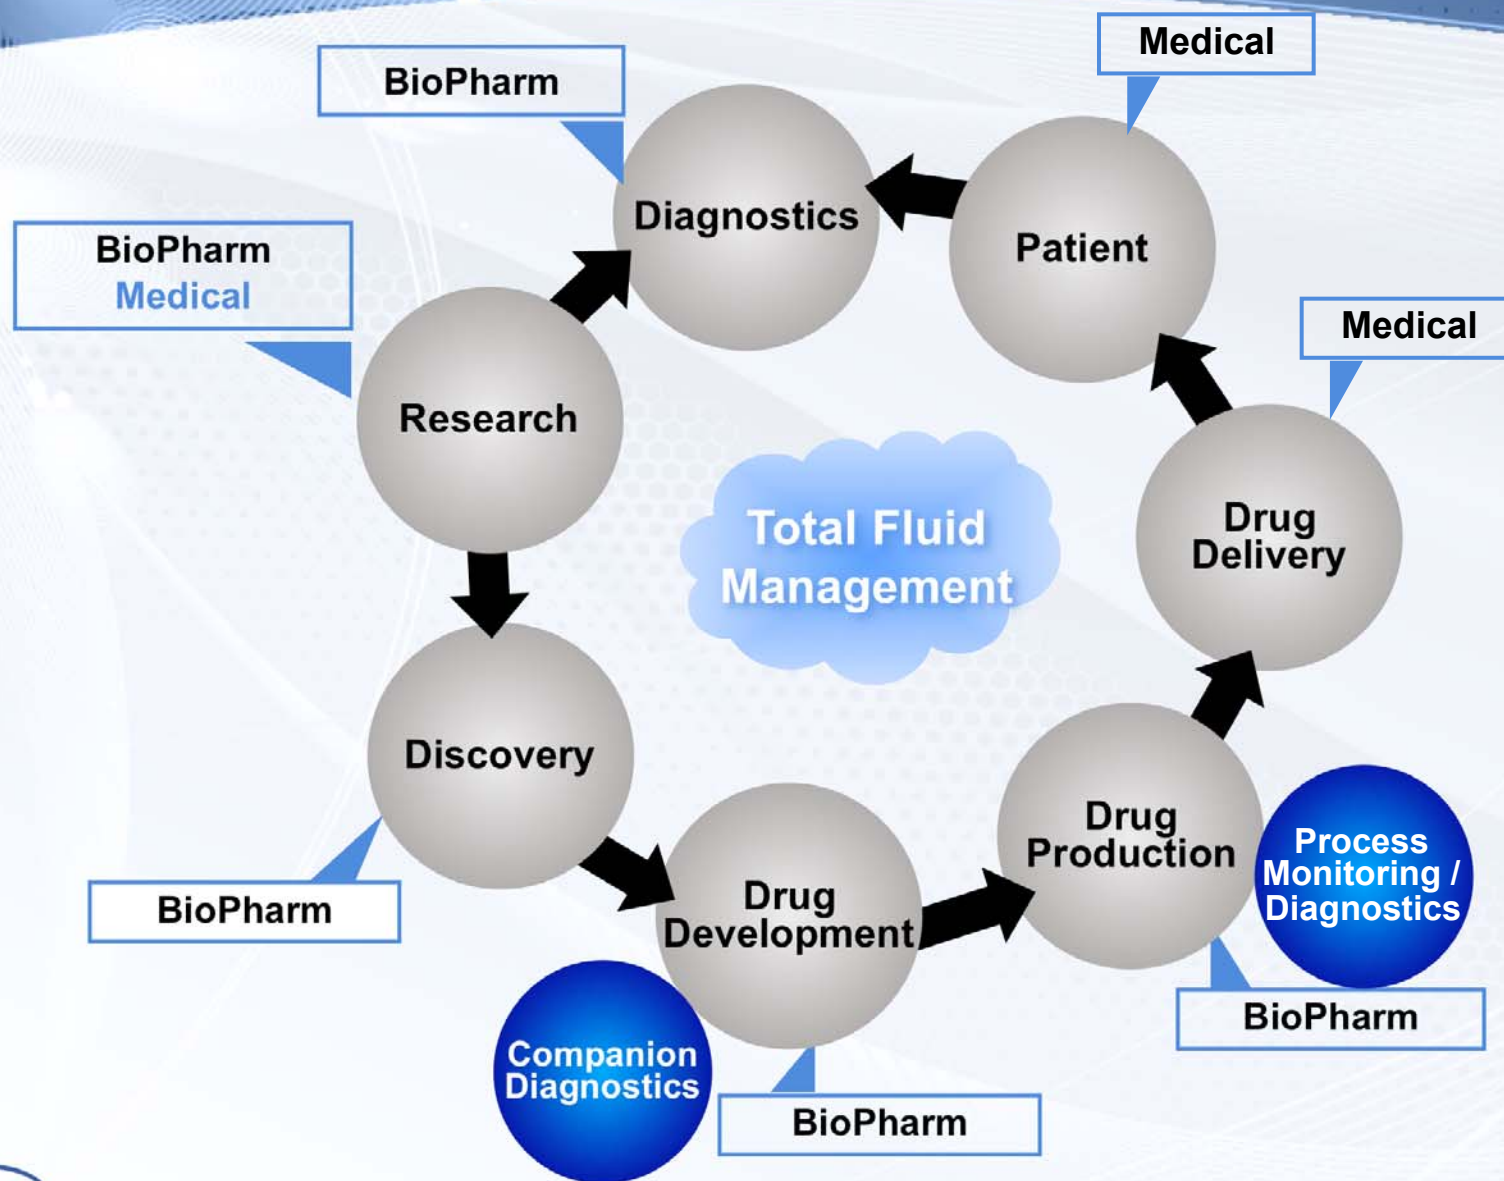 Medical
BioPharm
Diagnostics
Patient
BioPharm
Medical
Medical
Research
Total Fluid
Management
Drug
Delivery
Discovery
Drug
Production
Process
Monitoring /
Diagnostics
Drug
Development
BioPharm
BioPharm
Companion
Diagnostics
BioPharm